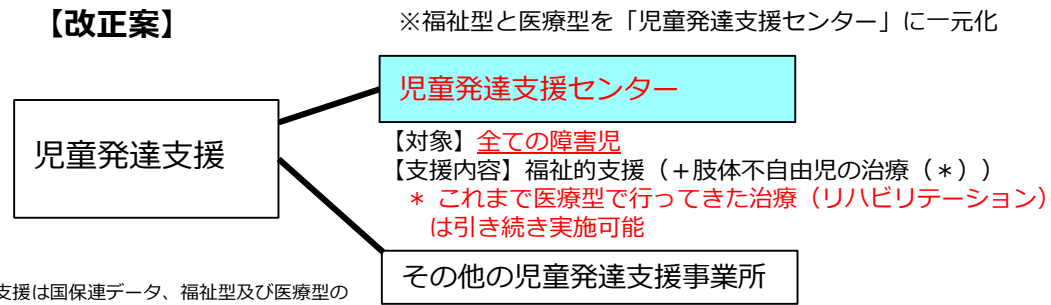 【改正案】
※福祉型と医療型を「児童発達支援センター」に一元化
児童発達支援センター
児童発達支援
【対象】全ての障害児
【支援内容】福祉的支援（＋肢体不自由児の治療（＊））
＊ これまで医療型で行ってきた治療（リハビリテーション）
は引き続き実施可能
その他の児童発達支援事業所
支援は国保連データ、福祉型及び医療型の